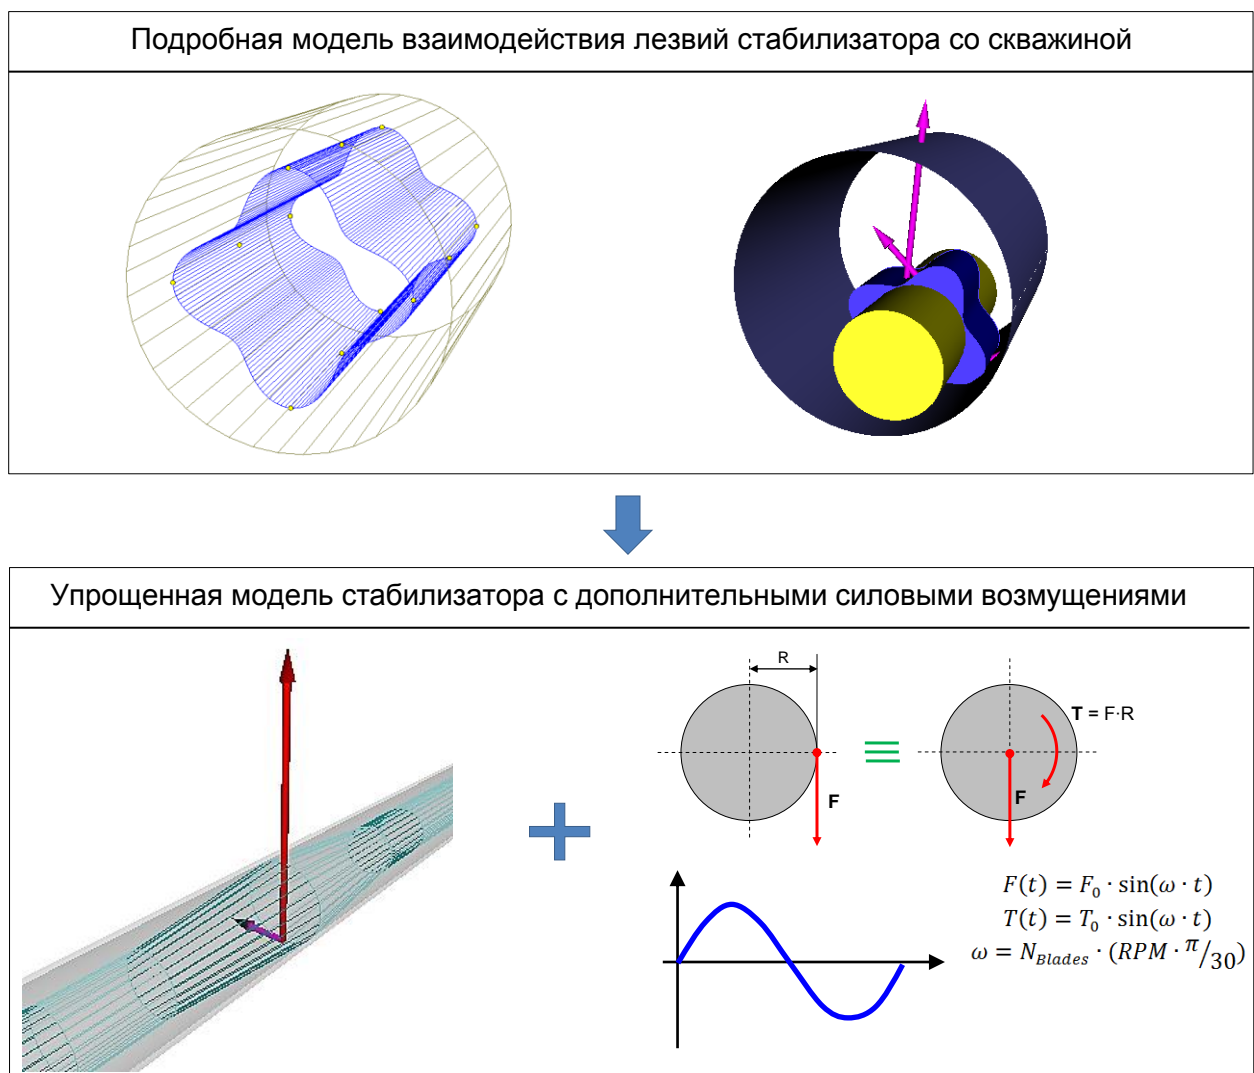 Подробная модель взаимодействия лезвий стабилизатора со скважиной
Упрощенная модель стабилизатора с дополнительными силовыми возмущениями
R
F
T = F·R
F
F(t) = F₀ · sin(ω · t)
T(t) = T₀ · sin(ω · t)
ω = N_Blades · (RPM · π/30)